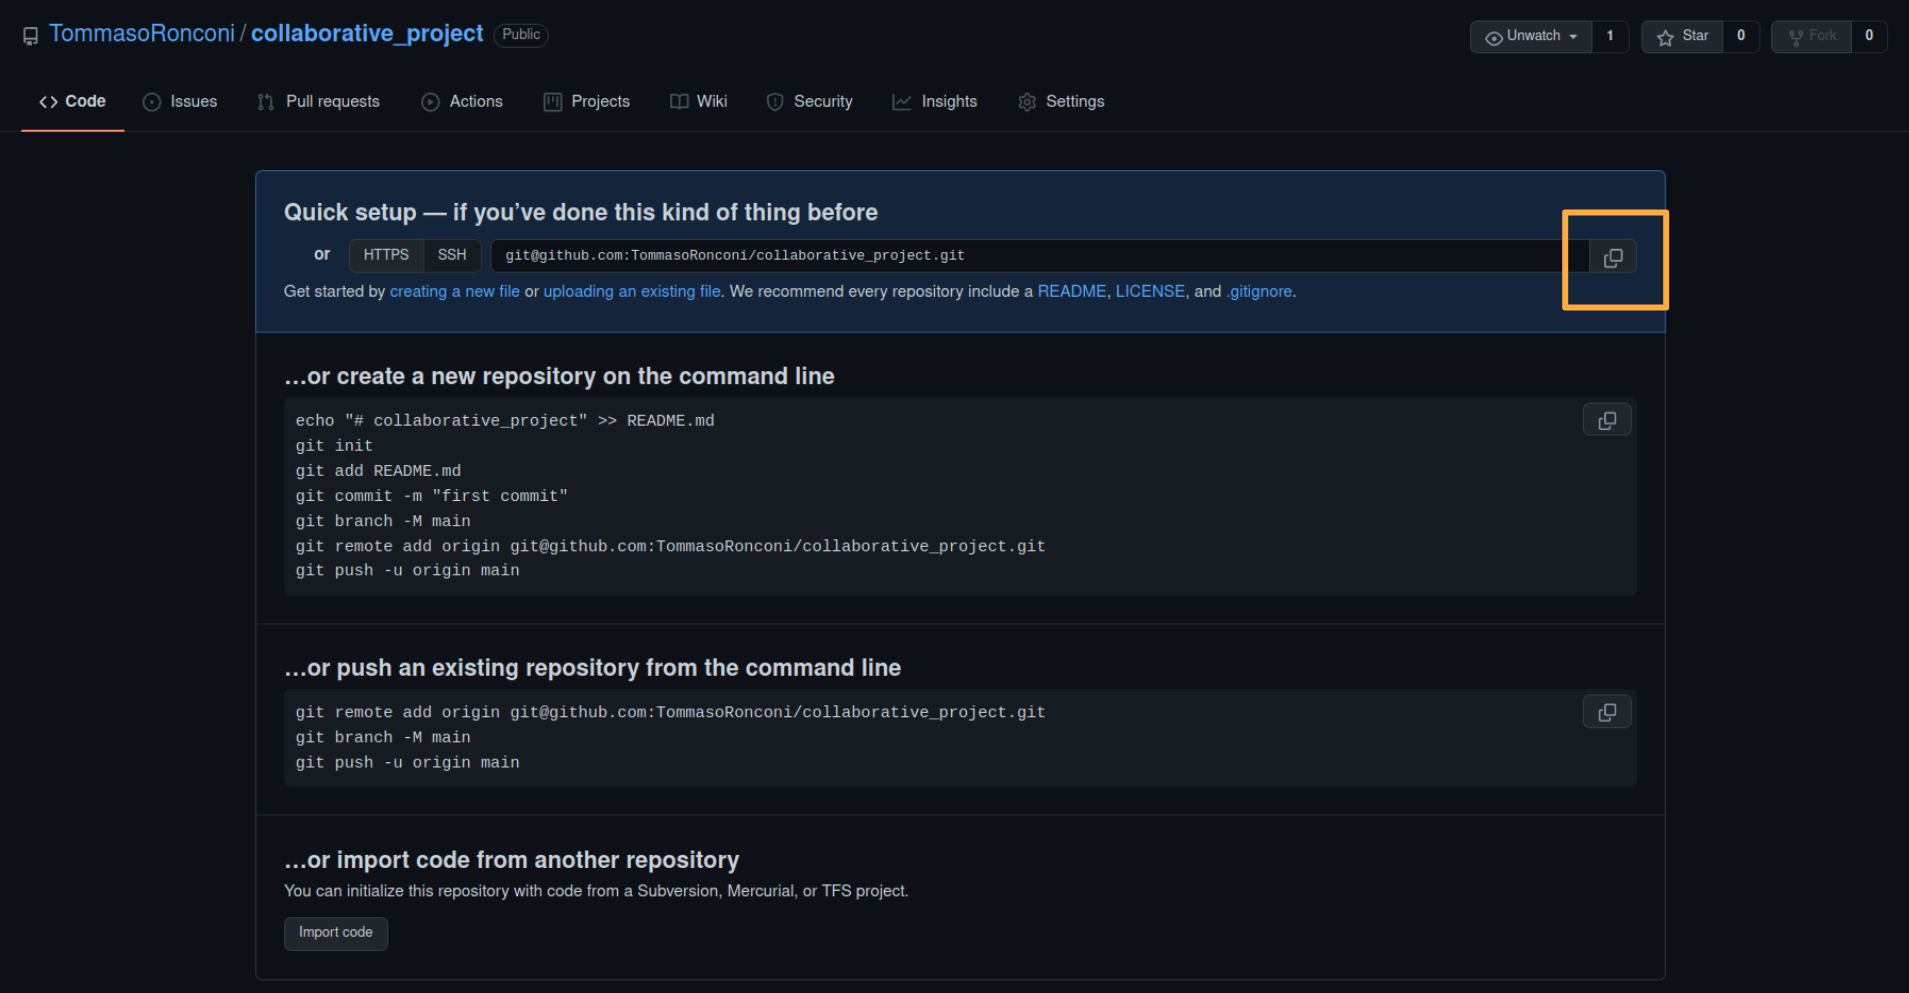 TommasoRonconi / collaborative_project Public
Unwatch 1 Star 0 Fork 0
Code Issues Pull requests Actions Projects Wiki Security Insights Settings
Quick setup — if you’ve done this kind of thing before
or HTTPS SSH git@github.com:TommasoRonconi/collaborative_project.git
Get started by creating a new file or uploading an existing file. We recommend every repository include a README, LICENSE, and .gitignore.
…or create a new repository on the command line
echo "# collaborative_project" >> README.md
git init
git add README.md
git commit -m "first commit"
git branch -M main
git remote add origin git@github.com:TommasoRonconi/collaborative_project.git
git push -u origin main
…or push an existing repository from the command line
git remote add origin git@github.com:TommasoRonconi/collaborative_project.git
git branch -M main
git push -u origin main
…or import code from another repository
You can initialize this repository with code from a Subversion, Mercurial, or TFS project.
Import code